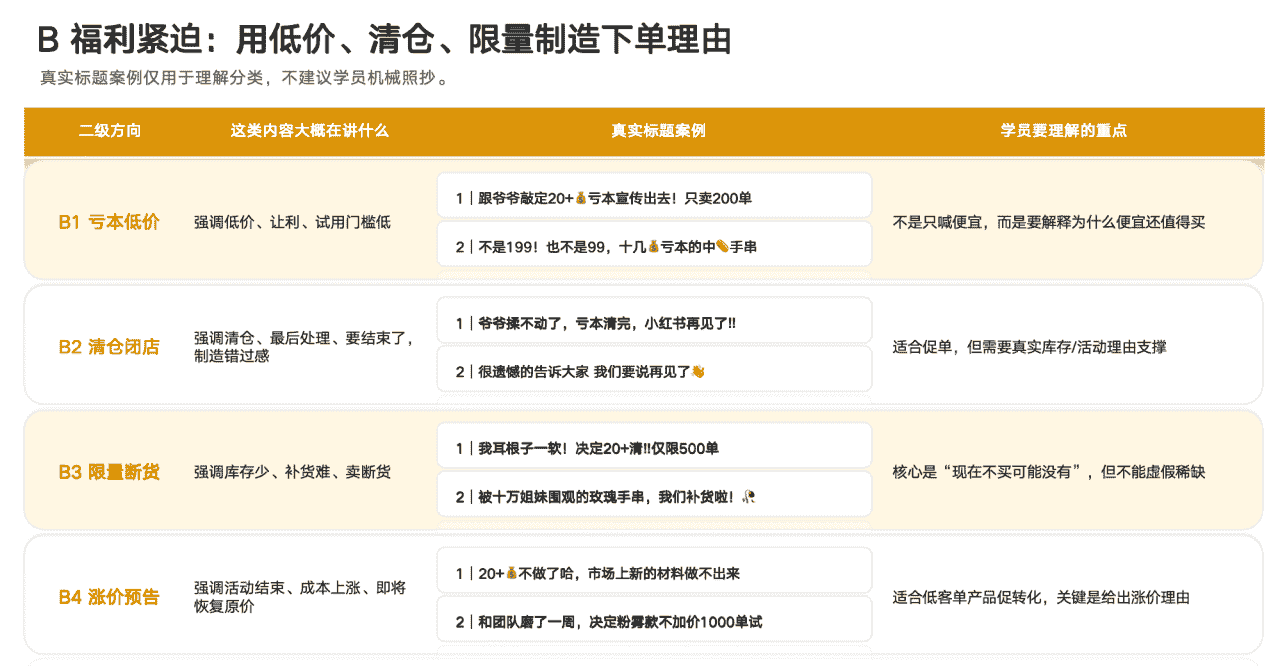 B 福利紧迫：用低价、清仓、限量制造下单理由
真实标题案例仅用于理解分类，不建议学员机械照抄。
二级方向 这类内容大概在讲什么 真实标题案例 学员要理解的重点
B1 亏本低价
强调低价、让利、试用门槛低
1｜跟爷爷敲定20+💰亏本宣传出去！只卖200单
2｜不是199！也不是99，十几💰亏本的中💊手串
不是只喊便宜，而是要解释为什么便宜还值得买
B2 清仓闭店
强调清仓、最后处理、要结束了，
制造错过感
1｜爷爷揉不动了，亏本清完，小红书再见了!!
2｜很遗憾的告诉大家 我们要说再见了👋
适合促单，但需要真实库存/活动理由支撑
B3 限量断货
强调库存少、补货难、卖断货
1｜我耳根子一软！决定20+清!!仅限500单
2｜被十万姐妹围观的玫瑰手串，我们补货啦！🥀
核心是“现在不买可能没有”，但不能虚假稀缺
B4 涨价预告
强调活动结束、成本上涨、即将
恢复原价
1｜20+💰不做了哈，市场上新的材料做不出来
2｜和团队磨了一周，决定粉雾款不加价1000单试
适合低客单产品促转化，关键是给出涨价理由